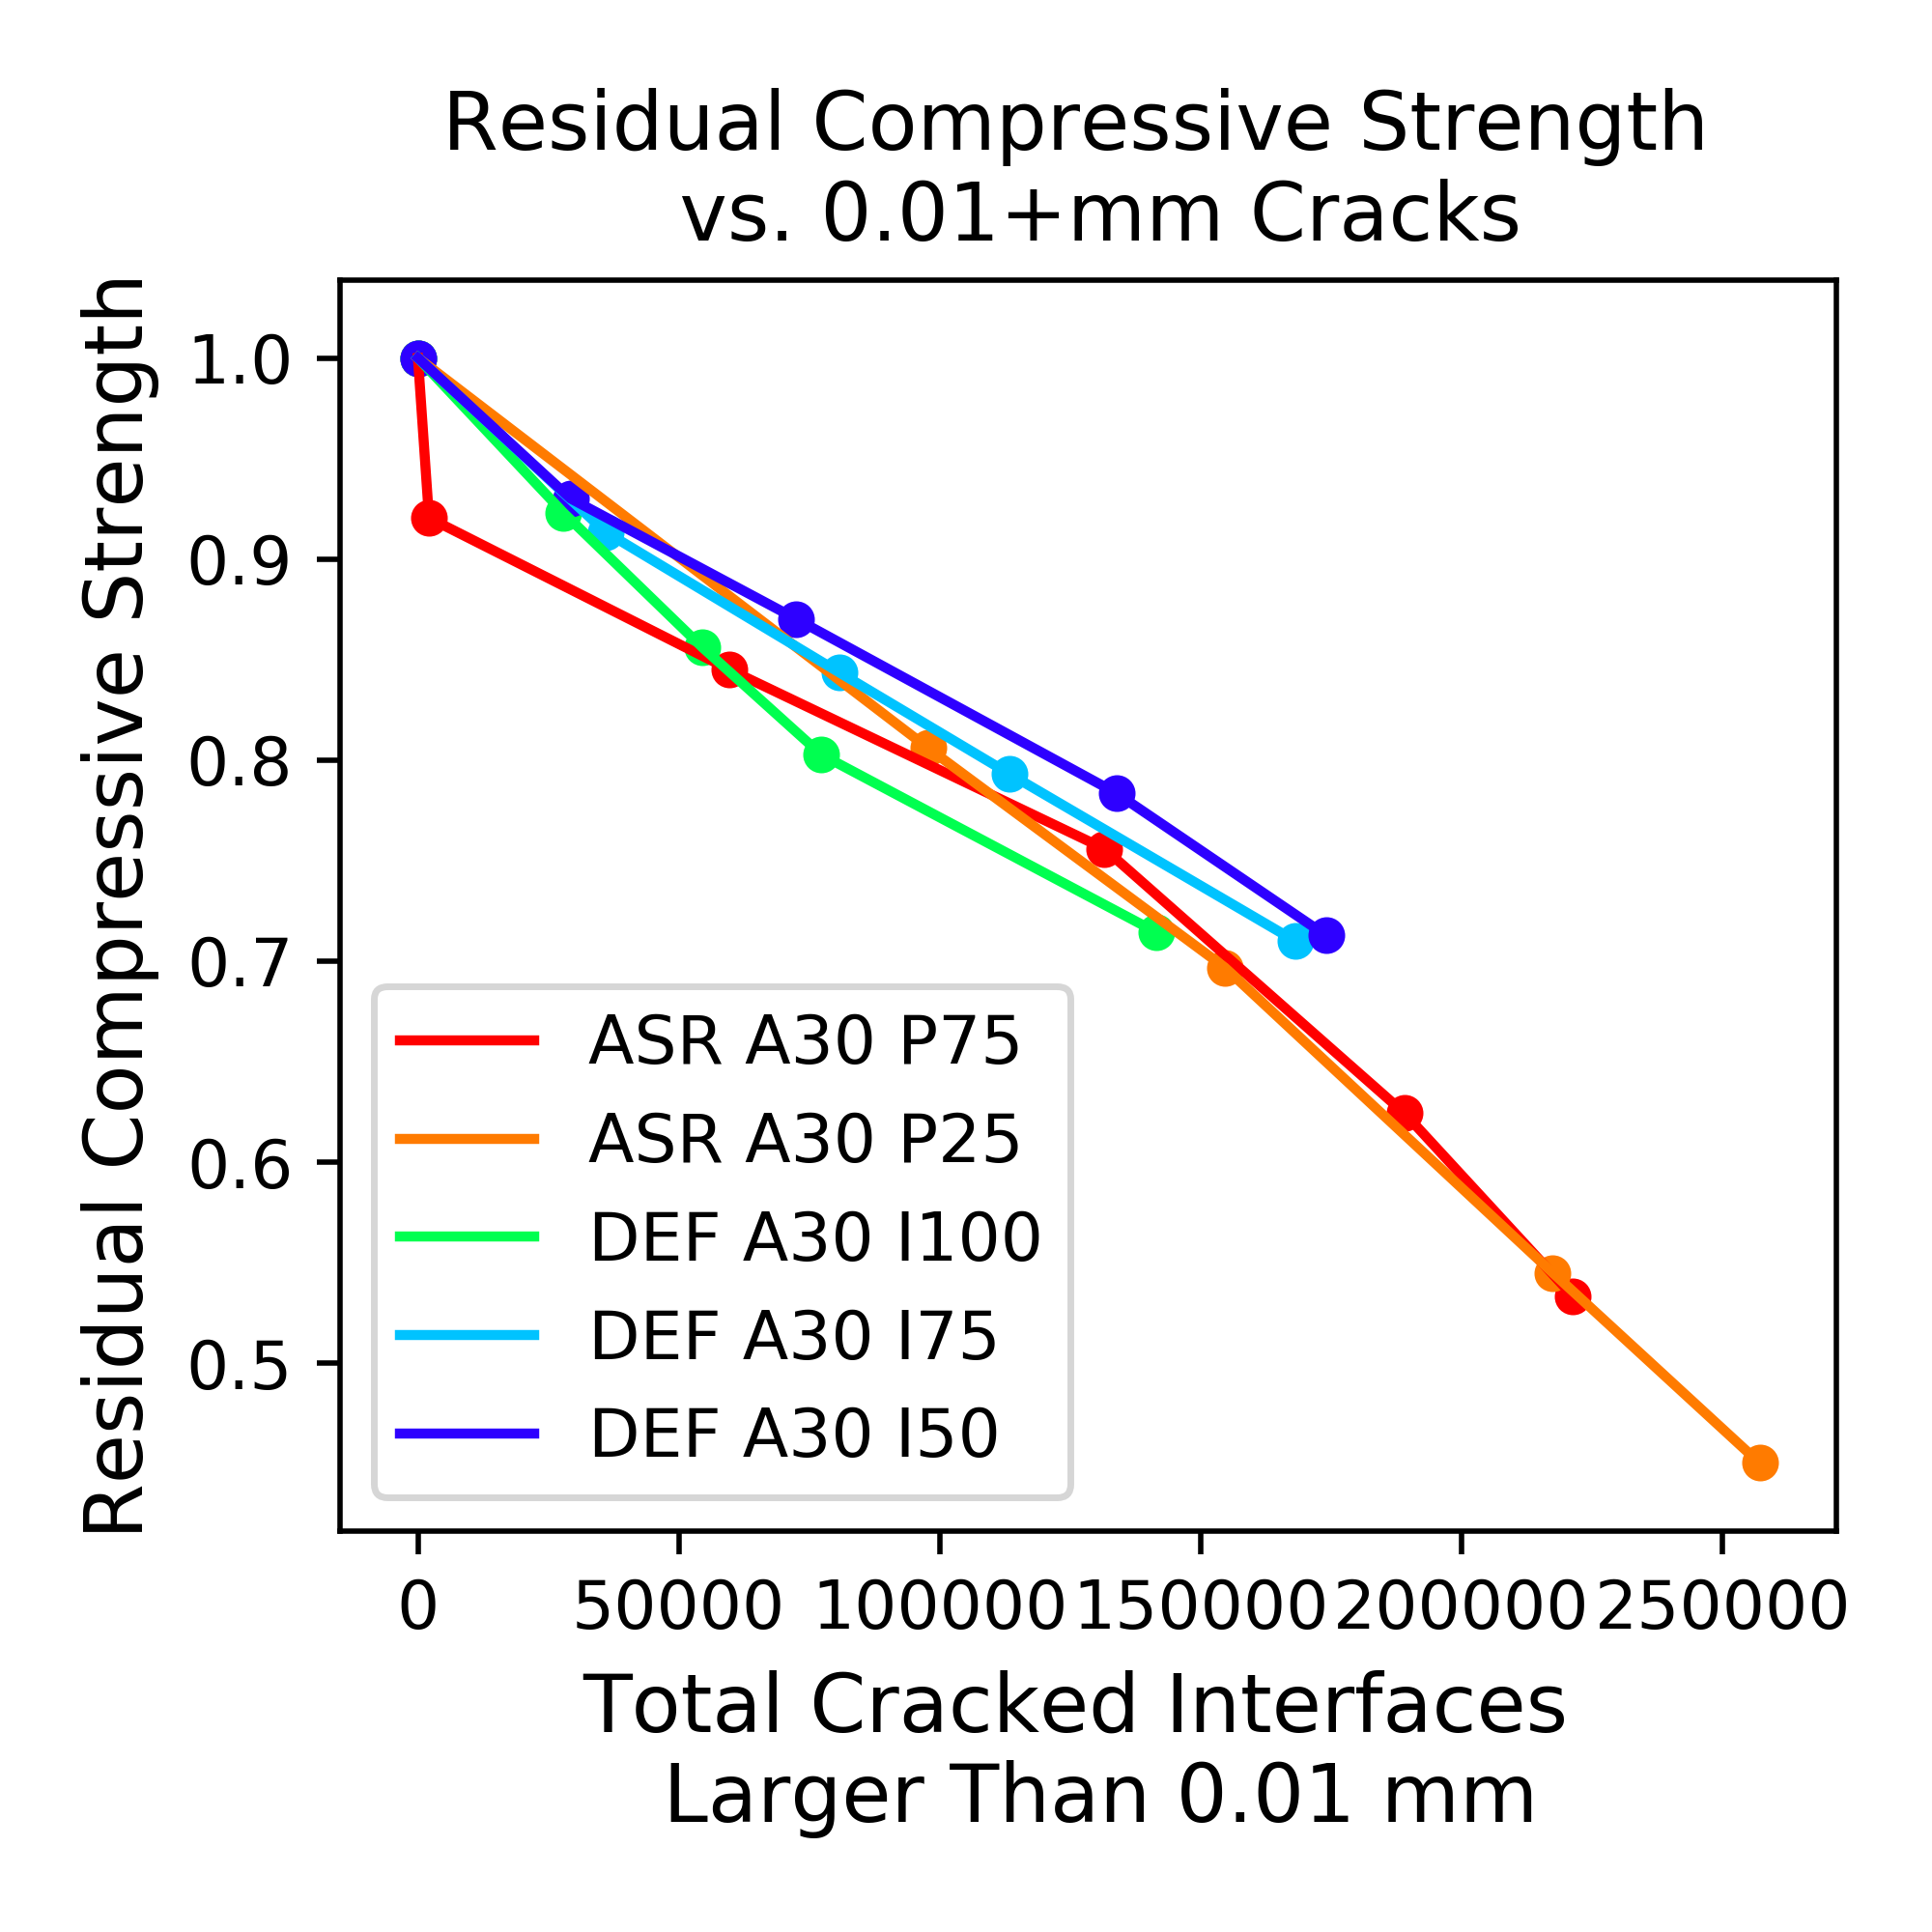 Residual Compressive Strength
vs. 0.01+mm Cracks
Residual Compressive Strength
1.0
0.9
0.8
0.7
0.6
0.5
ASR A30 P75
ASR A30 P25
DEF A30 I100
DEF A30 I75
DEF A30 I50
0 50000 100000 150000 200000 250000
Total Cracked Interfaces
Larger Than 0.01 mm